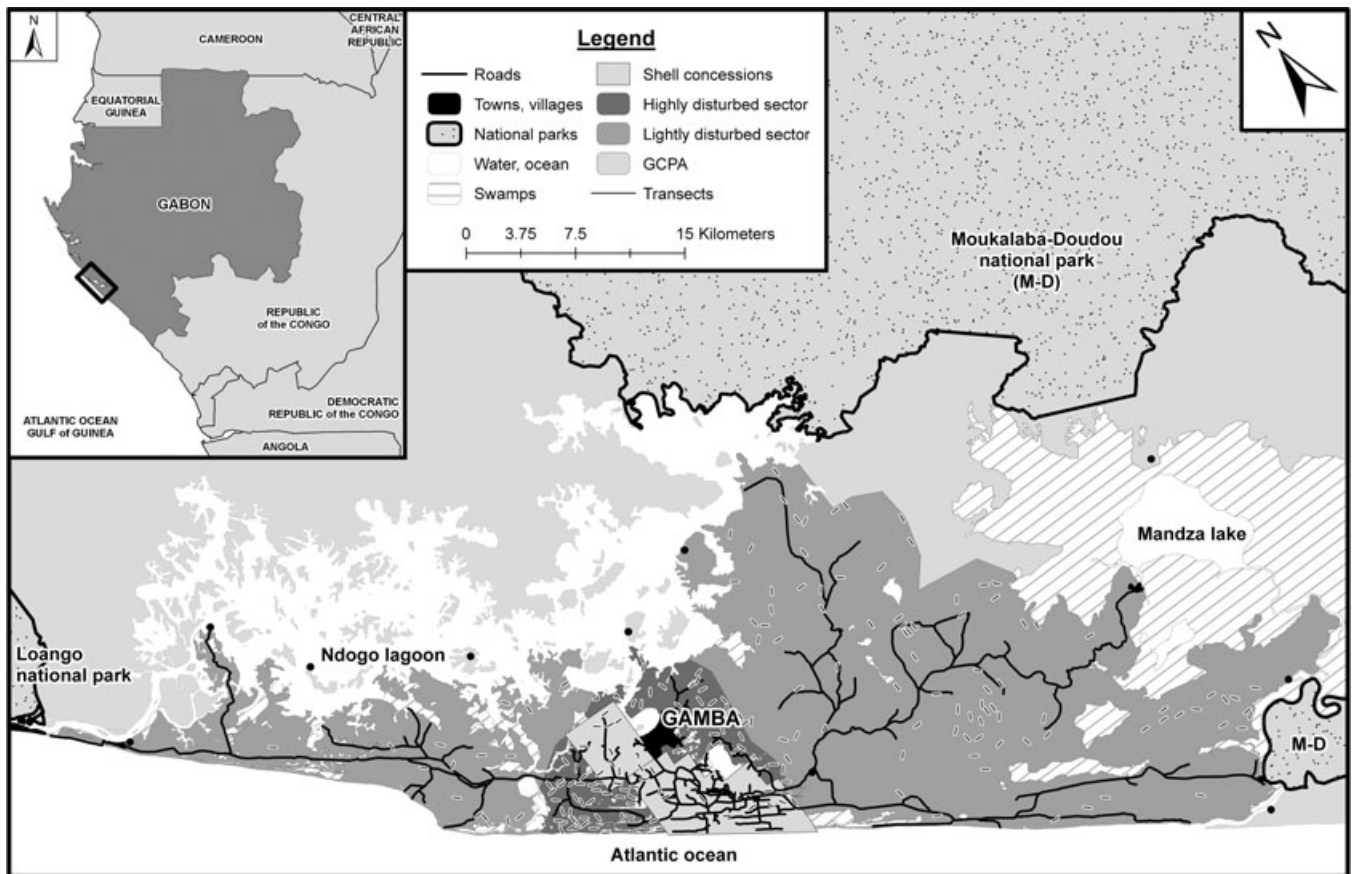 N
CENTRAL
AFRICAN
REPUBLIC
CAMEROON
EQUATORIAL
GUINEA
GABON
REPUBLIC
of the CONGO
DEMOCRATIC
REPUBLIC of the CONGO
ATLANTIC OCEAN
GULF of GUINEA
ANGOLA
Legend
Roads
Towns, villages
National parks
Water, ocean
Swamps
Shell concessions
Highly disturbed sector
Lightly disturbed sector
GCPA
Transects
0 3.75 7.5 15 Kilometers
N
Moukalaba-Doudou
national park
(M-D)
Mandza lake
Loango
national park
Ndogo lagoon
GAMBA
M-D
Atlantic ocean